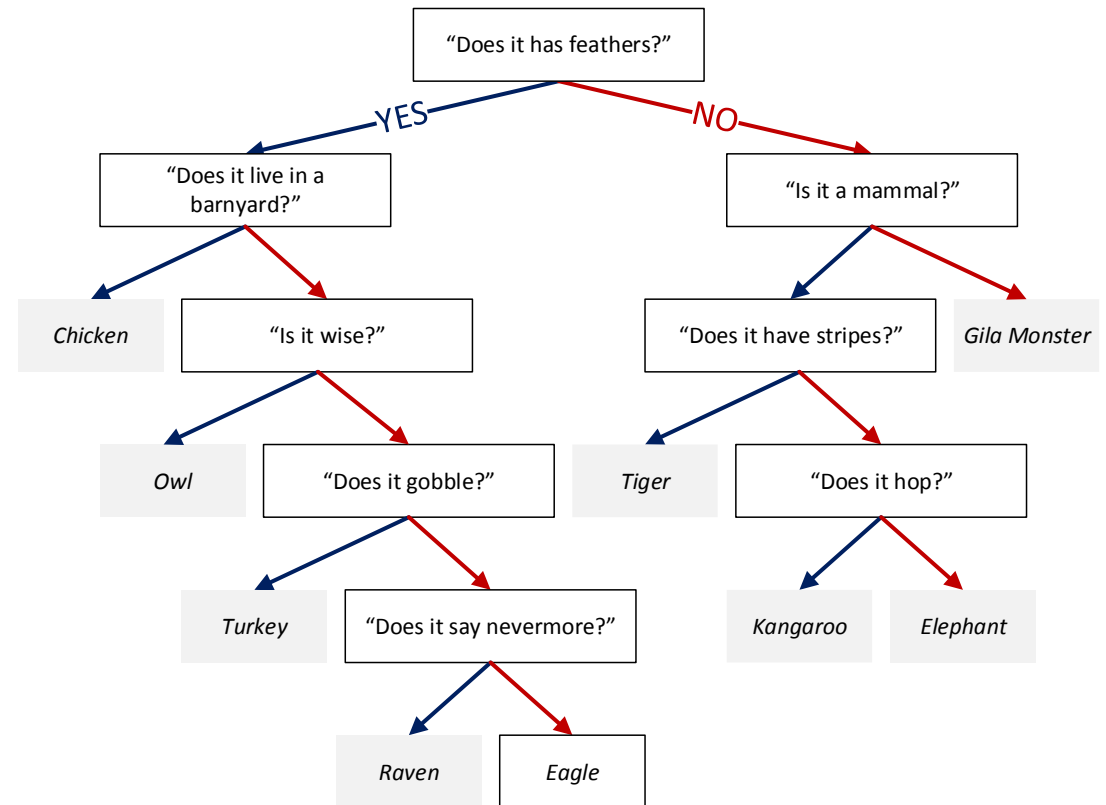 “Does it has feathers?”
YES
NO
“Does it live in a
barnyard?”
“Is it a mammal?”
Chicken
“Is it wise?”
“Does it have stripes?”
Gila Monster
Owl
“Does it gobble?”
Tiger
“Does it hop?”
Turkey
“Does it say nevermore?”
Kangaroo
Elephant
Raven
Eagle